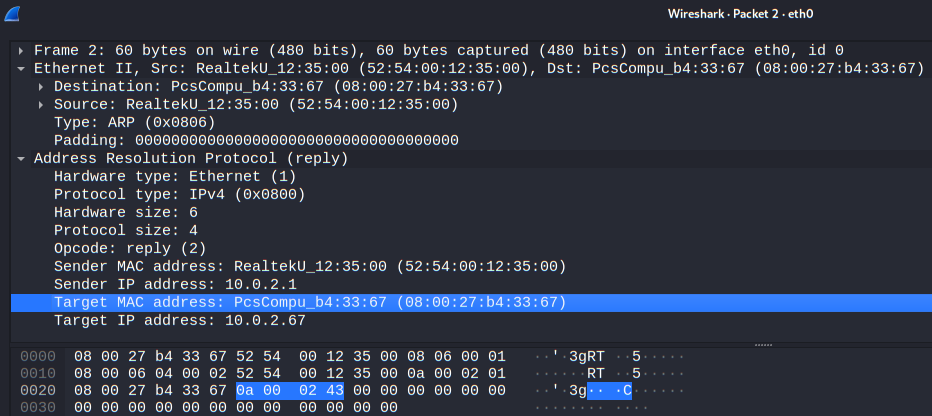 Wireshark · Packet 2 · eth0
Frame 2: 60 bytes on wire (480 bits), 60 bytes captured (480 bits) on interface eth0, id 0
Ethernet II, Src: RealtekU_12:35:00 (52:54:00:12:35:00), Dst: PcsCompu_b4:33:67 (08:00:27:b4:33:67)
Destination: PcsCompu_b4:33:67 (08:00:27:b4:33:67)
Source: RealtekU_12:35:00 (52:54:00:12:35:00)
Type: ARP (0x0806)
Padding: 000000000000000000000000000000000000
Address Resolution Protocol (reply)
Hardware type: Ethernet (1)
Protocol type: IPv4 (0x0800)
Hardware size: 6
Protocol size: 4
Opcode: reply (2)
Sender MAC address: RealtekU_12:35:00 (52:54:00:12:35:00)
Sender IP address: 10.0.2.1
Target MAC address: PcsCompu_b4:33:67 (08:00:27:b4:33:67)
Target IP address: 10.0.2.67
0000 08 00 27 b4 33 67 52 54 00 12 35 00 08 06 00 01 ··'·3gRT ··5·····
0010 08 00 06 04 00 02 52 54 00 12 35 00 0a 00 02 01 ······RT ··5·····
0020 08 00 27 b4 33 67 0a 00 02 43 00 00 00 00 00 00 ··'·3g·· ·C······
0030 00 00 00 00 00 00 00 00 00 00 00 00 ········ ····